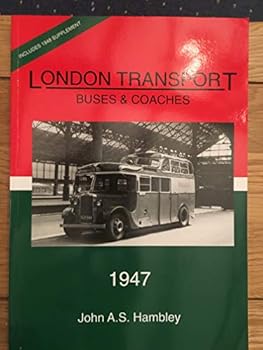 INCLUDES 1948 SUPPLEMENT
LONDON TRANSPORT
BUSES & COACHES
1947
John A.S. Hambley